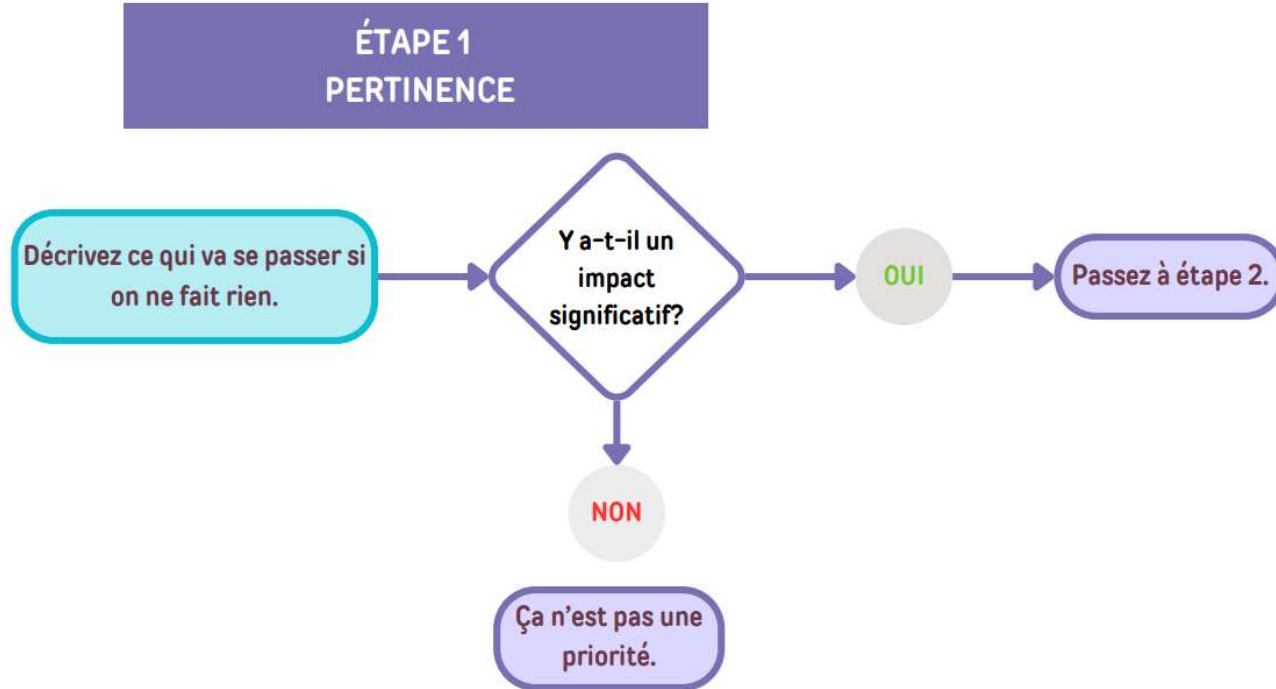 ÉTAPE 1
PERTINENCE
Décrivez ce qui va se passer si
on ne fait rien.
Y a-t-il un
impact
significatif?
OUI
Passez à étape 2.
NON
Ça n'est pas une
priorité.